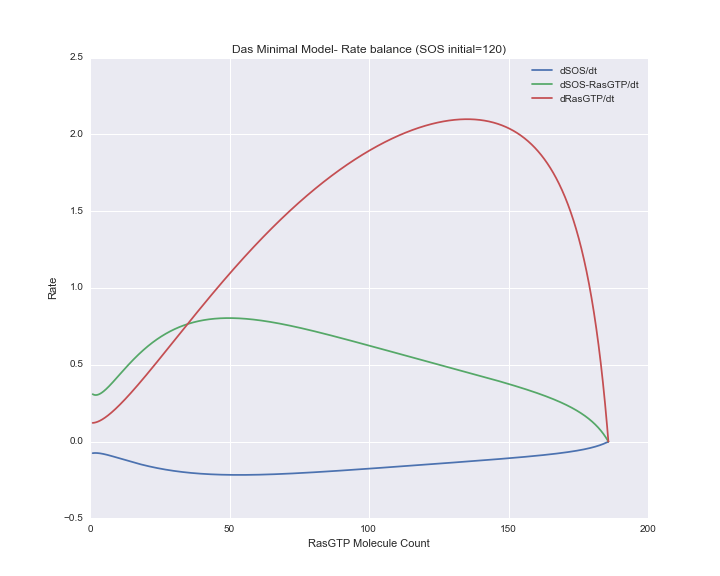 Das Minimal Model- Rate balance (SOS initial=120)
2.5
2.0
1.5
1.0
0.5
0.0
−0.5
Rate
dSOS/dt
dSOS-RasGTP/dt
dRasGTP/dt
0 50 100 150 200
RasGTP Molecule Count